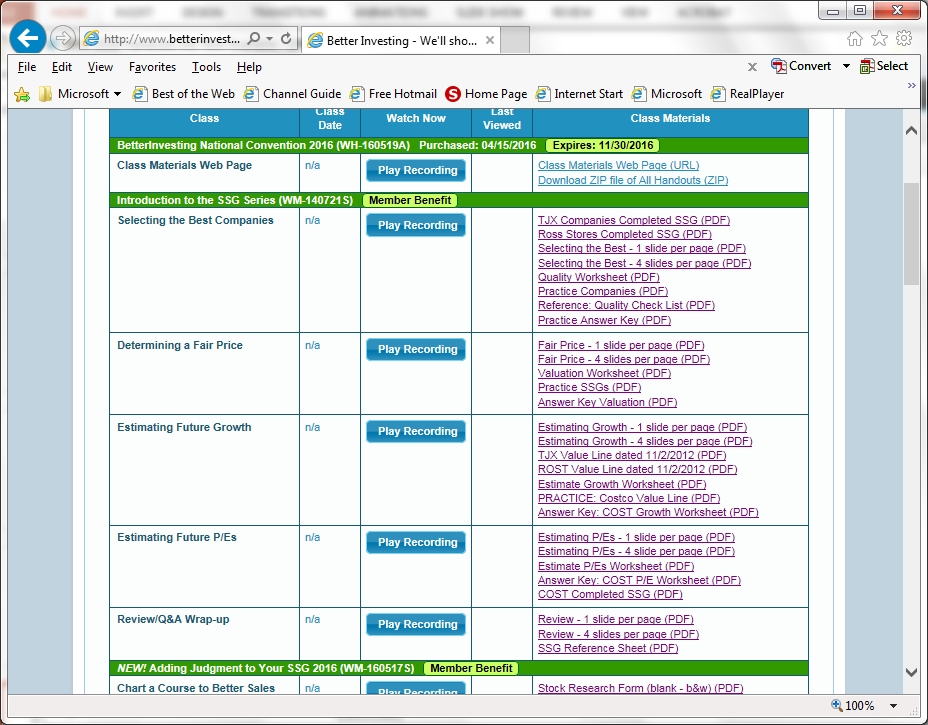 HOME INSERT DESIGN TRANSITIONS ANIMATIONS SLIDE SHOW REVIEW VIEW ACROBAT
http://www.betterinvest...
Better Investing - We'll sho...
File Edit View Favorites Tools Help
x Convert Select
Microsoft Best of the Web Channel Guide Free Hotmail Home Page Internet Start Microsoft RealPlayer »
Class Class Date Watch Now Last Viewed Class Materials
BetterInvesting National Convention 2016 (WH-160519A) Purchased: 04/15/2016 Expires: 11/30/2016
Class Materials Web Page n/a Play Recording Class Materials Web Page (URL)
Download ZIP file of All Handouts (ZIP)
Introduction to the SSG Series (WM-140721S) Member Benefit
Selecting the Best Companies n/a Play Recording TJX Companies Completed SSG (PDF)
Ross Stores Completed SSG (PDF)
Selecting the Best - 1 slide per page (PDF)
Selecting the Best - 4 slides per page (PDF)
Quality Worksheet (PDF)
Practice Companies (PDF)
Reference: Quality Check List (PDF)
Practice Answer Key (PDF)
Determining a Fair Price n/a Play Recording Fair Price - 1 slide per page (PDF)
Fair Price - 4 slides per page (PDF)
Valuation Worksheet (PDF)
Practice SSGs (PDF)
Answer Key Valuation (PDF)
Estimating Future Growth n/a Play Recording Estimating Growth - 1 slide per page (PDF)
Estimating Growth - 4 slides per page (PDF)
TJX Value Line dated 11/2/2012 (PDF)
ROST Value Line dated 11/2/2012 (PDF)
Estimate Growth Worksheet (PDF)
PRACTICE: Costco Value Line (PDF)
Answer Key: COST Growth Worksheet (PDF)
Estimating Future P/Es n/a Play Recording Estimating P/Es - 1 slide per page (PDF)
Estimating P/Es - 4 slide per page (PDF)
Estimate P/Es Worksheet (PDF)
Answer Key: COST P/E Worksheet (PDF)
COST Completed SSG (PDF)
Review/Q&A Wrap-up n/a Play Recording Review - 1 slide per page (PDF)
Review - 4 slides per page (PDF)
SSG Reference Sheet (PDF)
NEW! Adding Judgment to Your SSG 2016 (WM-160517S) Member Benefit
Chart a Course to Better Sales n/a Play Recording Stock Research Form (blank - b&w) (PDF)
100%